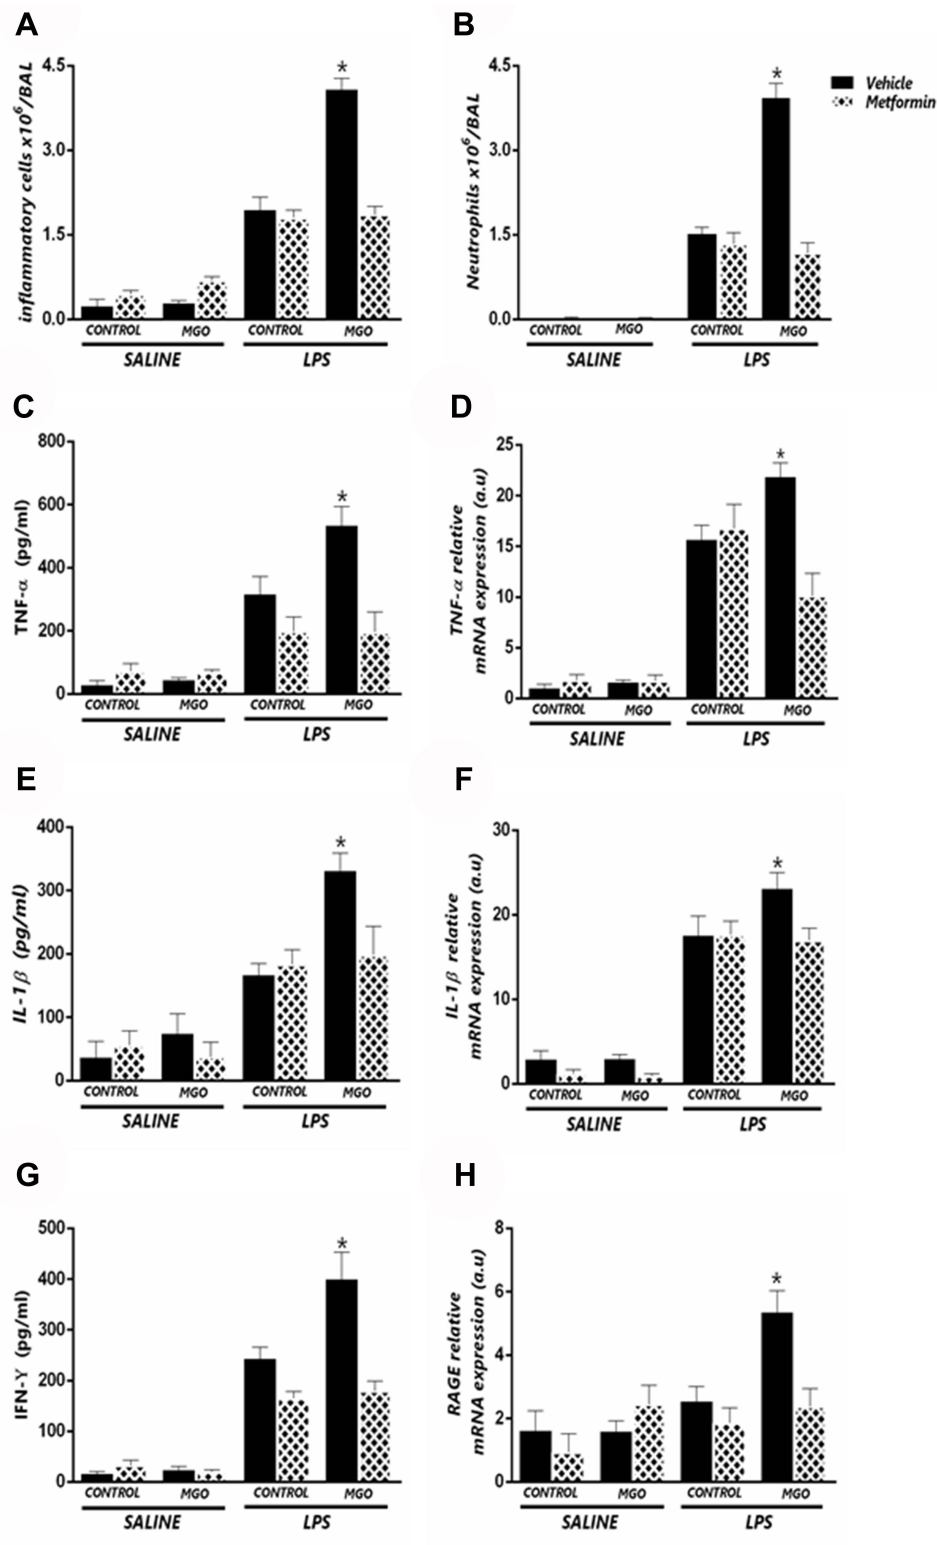 A
inflammatory cells x10⁶/BAL
4.5
3.0
1.5
0.0
*
CONTROL MGO CONTROL MGO
SALINE LPS
B
Neutrophils x10⁶/BAL
4.5
3.0
1.5
0.0
*
Vehicle
Metformin
CONTROL MGO CONTROL MGO
SALINE LPS
C
TNF-α (pg/ml)
800
600
400
200
0
*
CONTROL MGO CONTROL MGO
SALINE LPS
D
TNF-α relative
mRNA expression (a.u)
25
20
15
10
5
0
*
CONTROL MGO CONTROL MGO
SALINE LPS
E
IL-1β (pg/ml)
400
300
200
100
0
*
CONTROL MGO CONTROL MGO
SALINE LPS
F
IL-1β relative
mRNA expression (a.u)
30
20
10
0
*
CONTROL MGO CONTROL MGO
SALINE LPS
G
IFN-Y (pg/ml)
500
400
300
200
100
0
*
CONTROL MGO CONTROL MGO
SALINE LPS
H
RAGE relative
mRNA expression (a.u)
8
6
4
2
0
*
CONTROL MGO CONTROL MGO
SALINE LPS